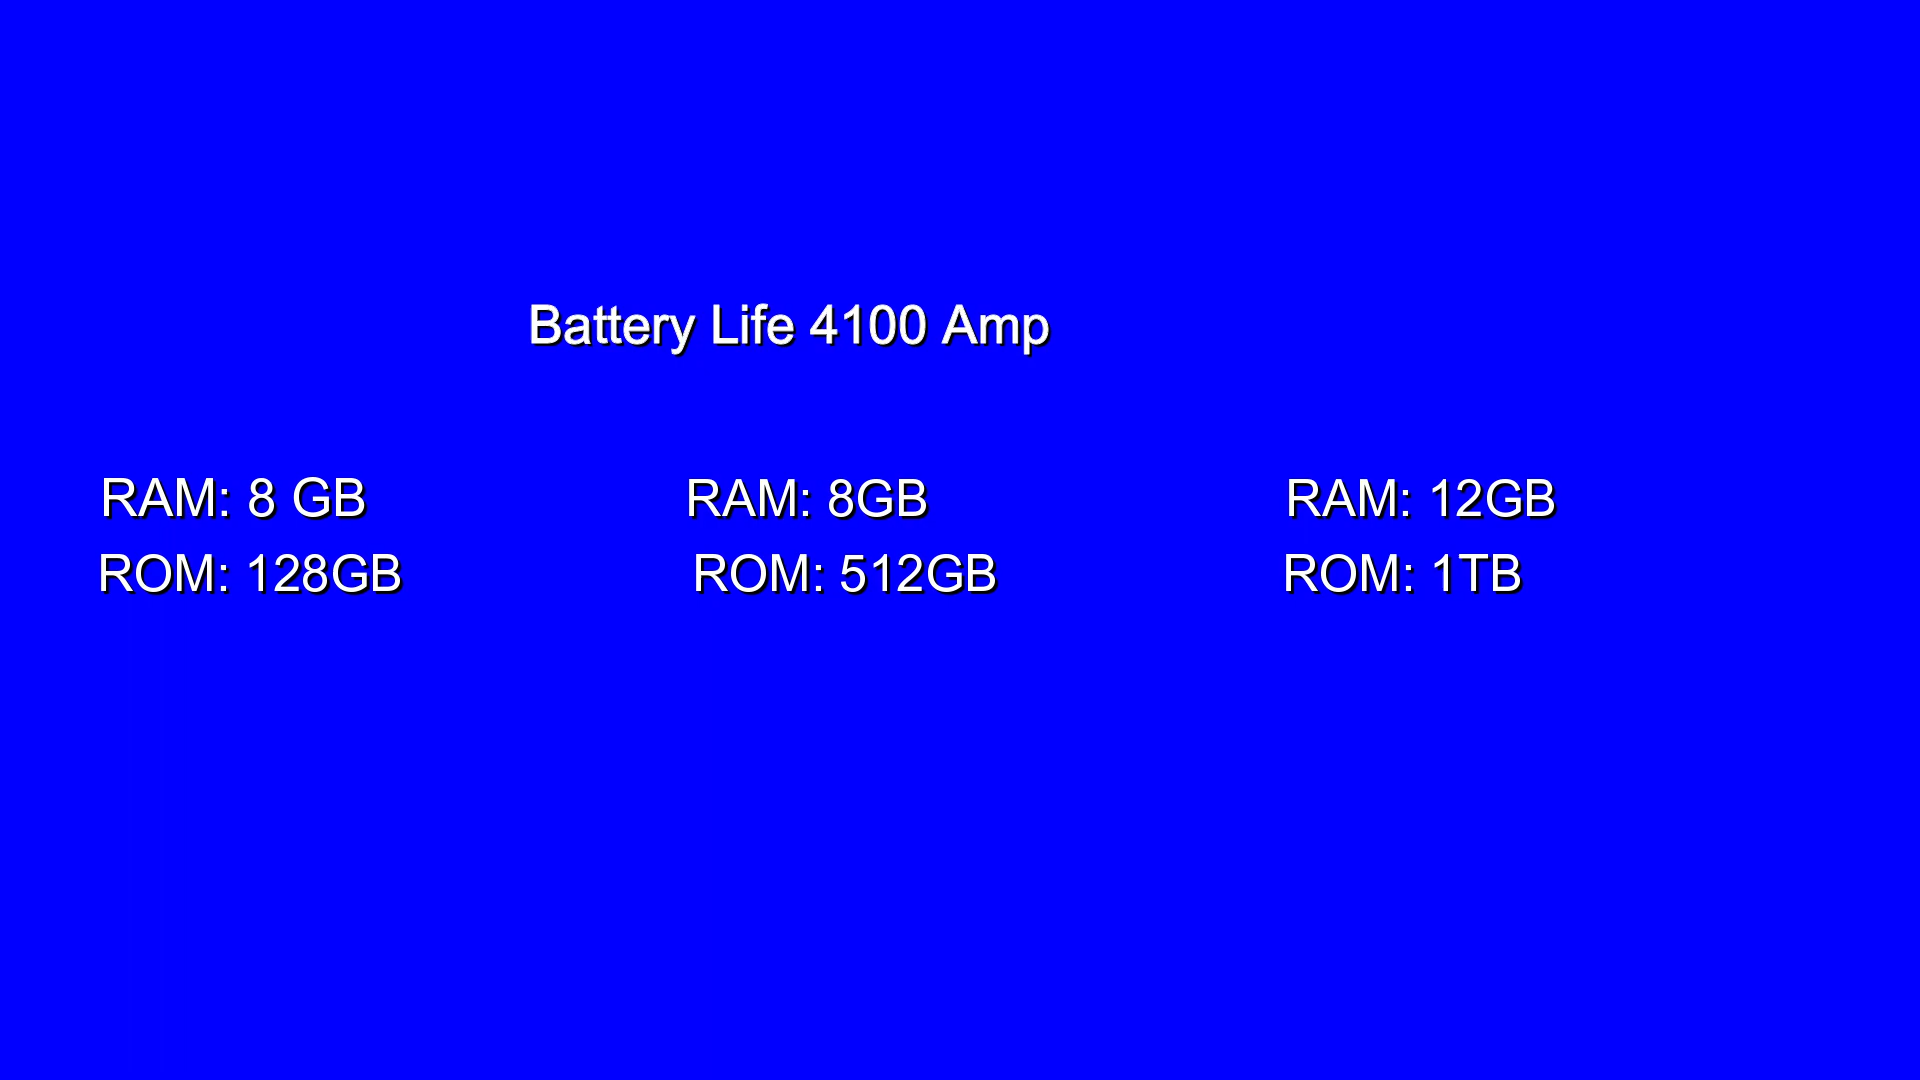 Battery Life 4100 Amp
RAM: 8 GB
ROM: 128GB
RAM: 8GB
ROM: 512GB
RAM: 12GB
ROM: 1TB